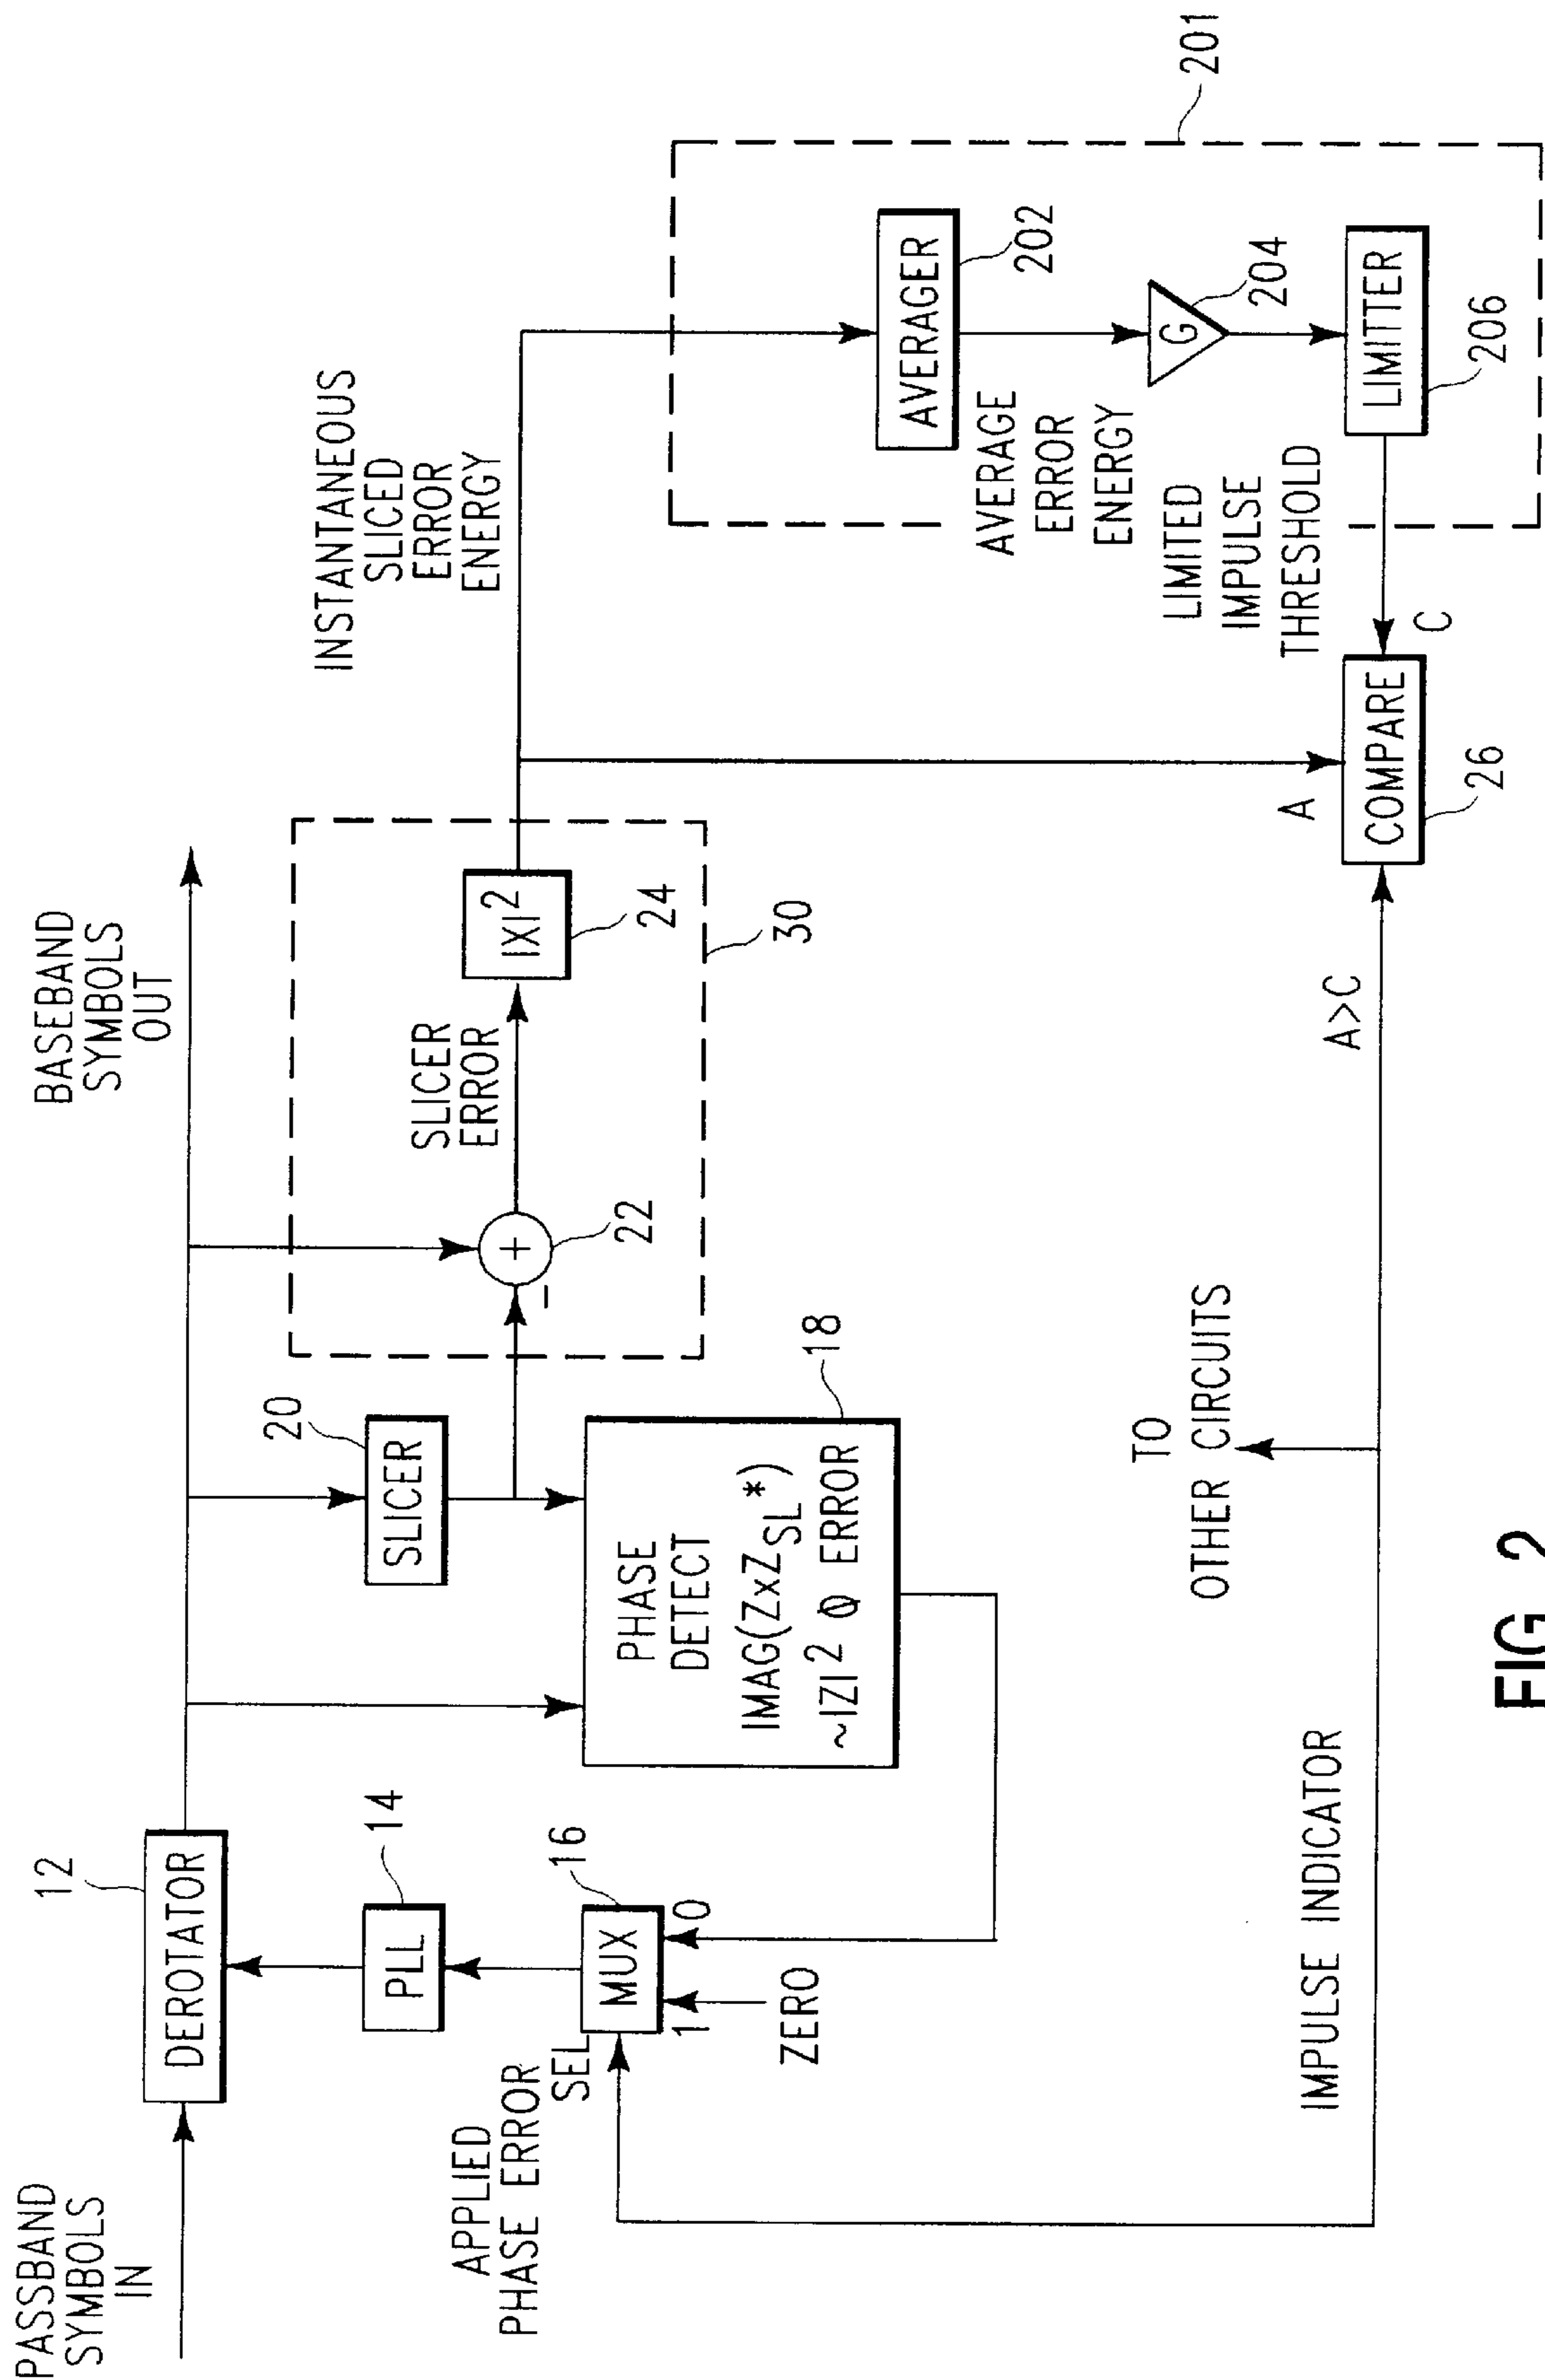 PASSBAND
SYMBOLS
IN
12
DEROTATOR
BASEBAND
SYMBOLS
OUT
14
PLL
APPLIED
PHASE ERROR
SEL
16
MUX
1
0
ZERO
20
SLICER
18
PHASE
DETECT
IMAG(ZxZSL*)
~|Z|² Φ ERROR
+
-
22
SLICER
ERROR
|X|²
24
30
INSTANTANEOUS
SLICED
ERROR
ENERGY
201
AVERAGER
202
AVERAGE
ERROR
ENERGY
G
204
LIMITTER
206
LIMITED
IMPULSE
THRESHOLD
C
A
COMPARE
26
A>C
TO
OTHER CIRCUITS
IMPULSE INDICATOR
FIG. 2